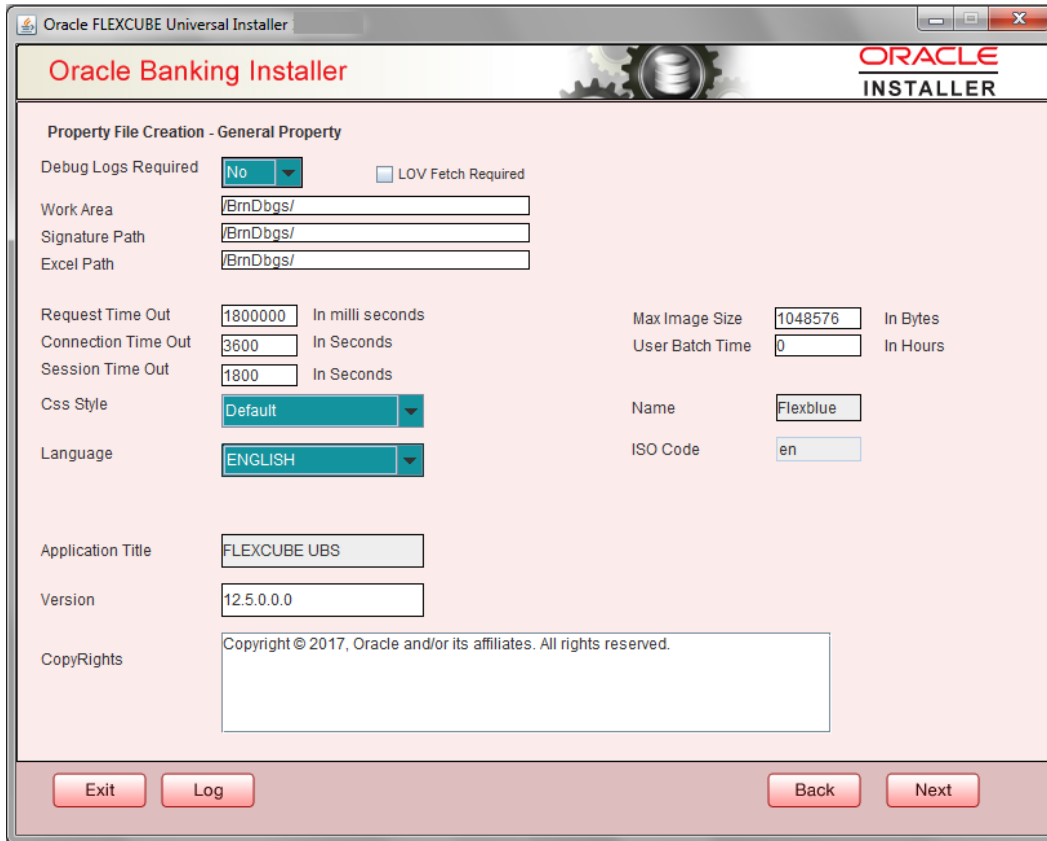 Oracle FLEXCUBE Universal Installer
Oracle Banking Installer
ORACLE
INSTALLER
Property File Creation - General Property
Debug Logs Required No LOV Fetch Required
Work Area /BrnDbgs/
Signature Path /BrnDbgs/
Excel Path /BrnDbgs/
Request Time Out 1800000 In milli seconds Max Image Size 1048576 In Bytes
Connection Time Out 3600 In Seconds User Batch Time 0 In Hours
Session Time Out 1800 In Seconds
Css Style Default Name Flexblue
Language ENGLISH ISO Code en
Application Title FLEXCUBE UBS
Version 12.5.0.0.0
CopyRights Copyright © 2017, Oracle and/or its affiliates. All rights reserved.
Exit Log Back Next